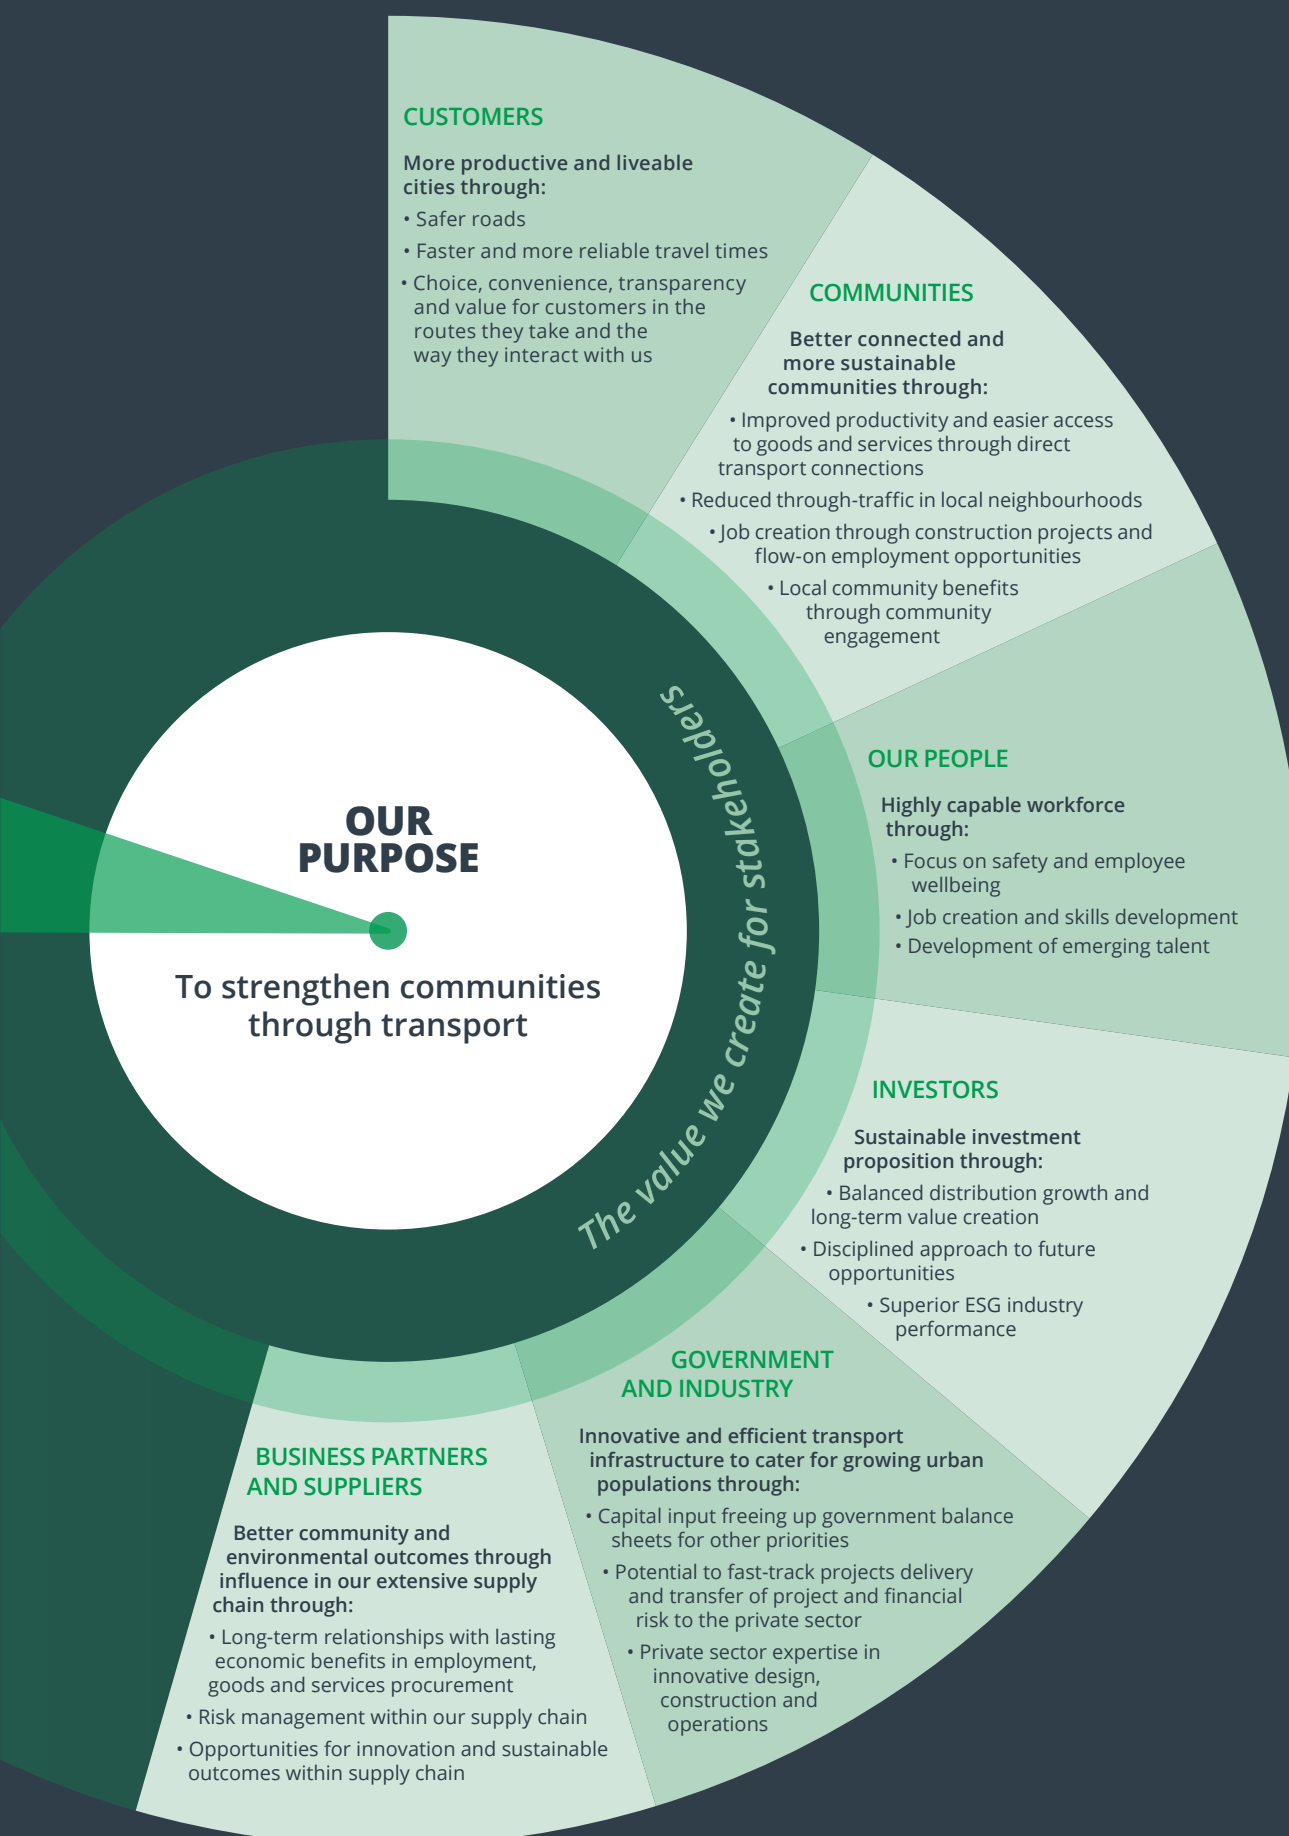 CUSTOMERS
More productive and liveable
cities through:
• Safer roads
• Faster and more reliable travel times
• Choice, convenience, transparency
and value for customers in the
routes they take and the
way they interact with us
COMMUNITIES
Better connected and
more sustainable
communities through:
• Improved productivity and easier access
to goods and services through direct
transport connections
• Reduced through-traffic in local neighbourhoods
• Job creation through construction projects and
flow-on employment opportunities
• Local community benefits
through community
engagement
OUR PEOPLE
Highly capable workforce
through:
• Focus on safety and employee
wellbeing
• Job creation and skills development
• Development of emerging talent
INVESTORS
Sustainable investment
proposition through:
• Balanced distribution growth and
long-term value creation
• Disciplined approach to future
opportunities
• Superior ESG industry
performance
GOVERNMENT
AND INDUSTRY
Innovative and efficient transport
infrastructure to cater for growing urban
populations through:
• Capital input freeing up government balance
sheets for other priorities
• Potential to fast-track projects delivery
and transfer of project and financial
risk to the private sector
• Private sector expertise in
innovative design,
construction and
operations
BUSINESS PARTNERS
AND SUPPLIERS
Better community and
environmental outcomes through
influence in our extensive supply
chain through:
• Long-term relationships with lasting
economic benefits in employment,
goods and services procurement
• Risk management within our supply chain
• Opportunities for innovation and sustainable
outcomes within supply chain
The value we create for stakeholders
OUR
PURPOSE
To strengthen communities
through transport